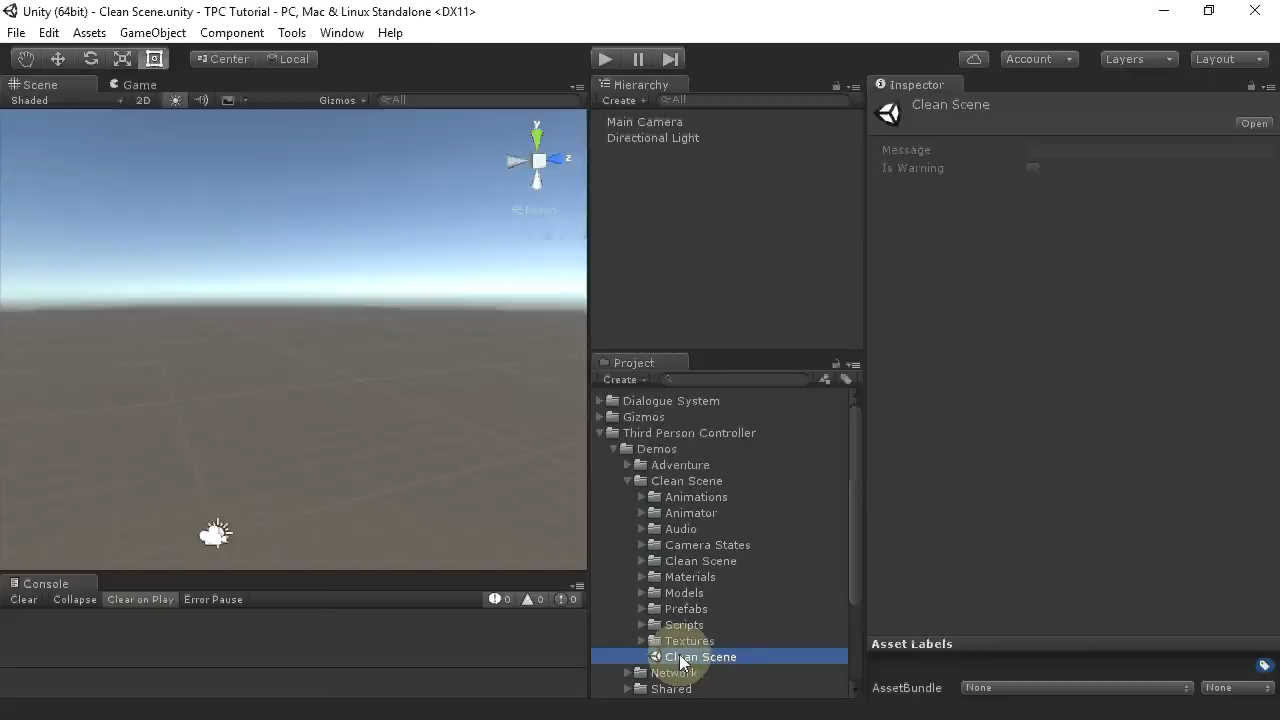 Unity (64bit) - Clean Scene.unity - TPC Tutorial - PC, Mac & Linux Standalone <DX11>
File Edit Assets GameObject Component Tools Window Help
Center Local Account Layers Layout
Scene Game
Shaded 2D Gizmos All
y
z
Persp
Hierarchy
Create All
Main Camera
Directional Light
Project
Create
Dialogue System
Gizmos
Third Person Controller
Demos
Adventure
Clean Scene
Animations
Animator
Audio
Camera States
Clean Scene
Materials
Models
Prefabs
Scripts
Textures
Clean Scene
Network
Shared
Inspector
Clean Scene
Open
Message
Is Warning
Asset Labels
AssetBundle None None
Console
Clear Collapse Clear on Play Error Pause 0 0 0